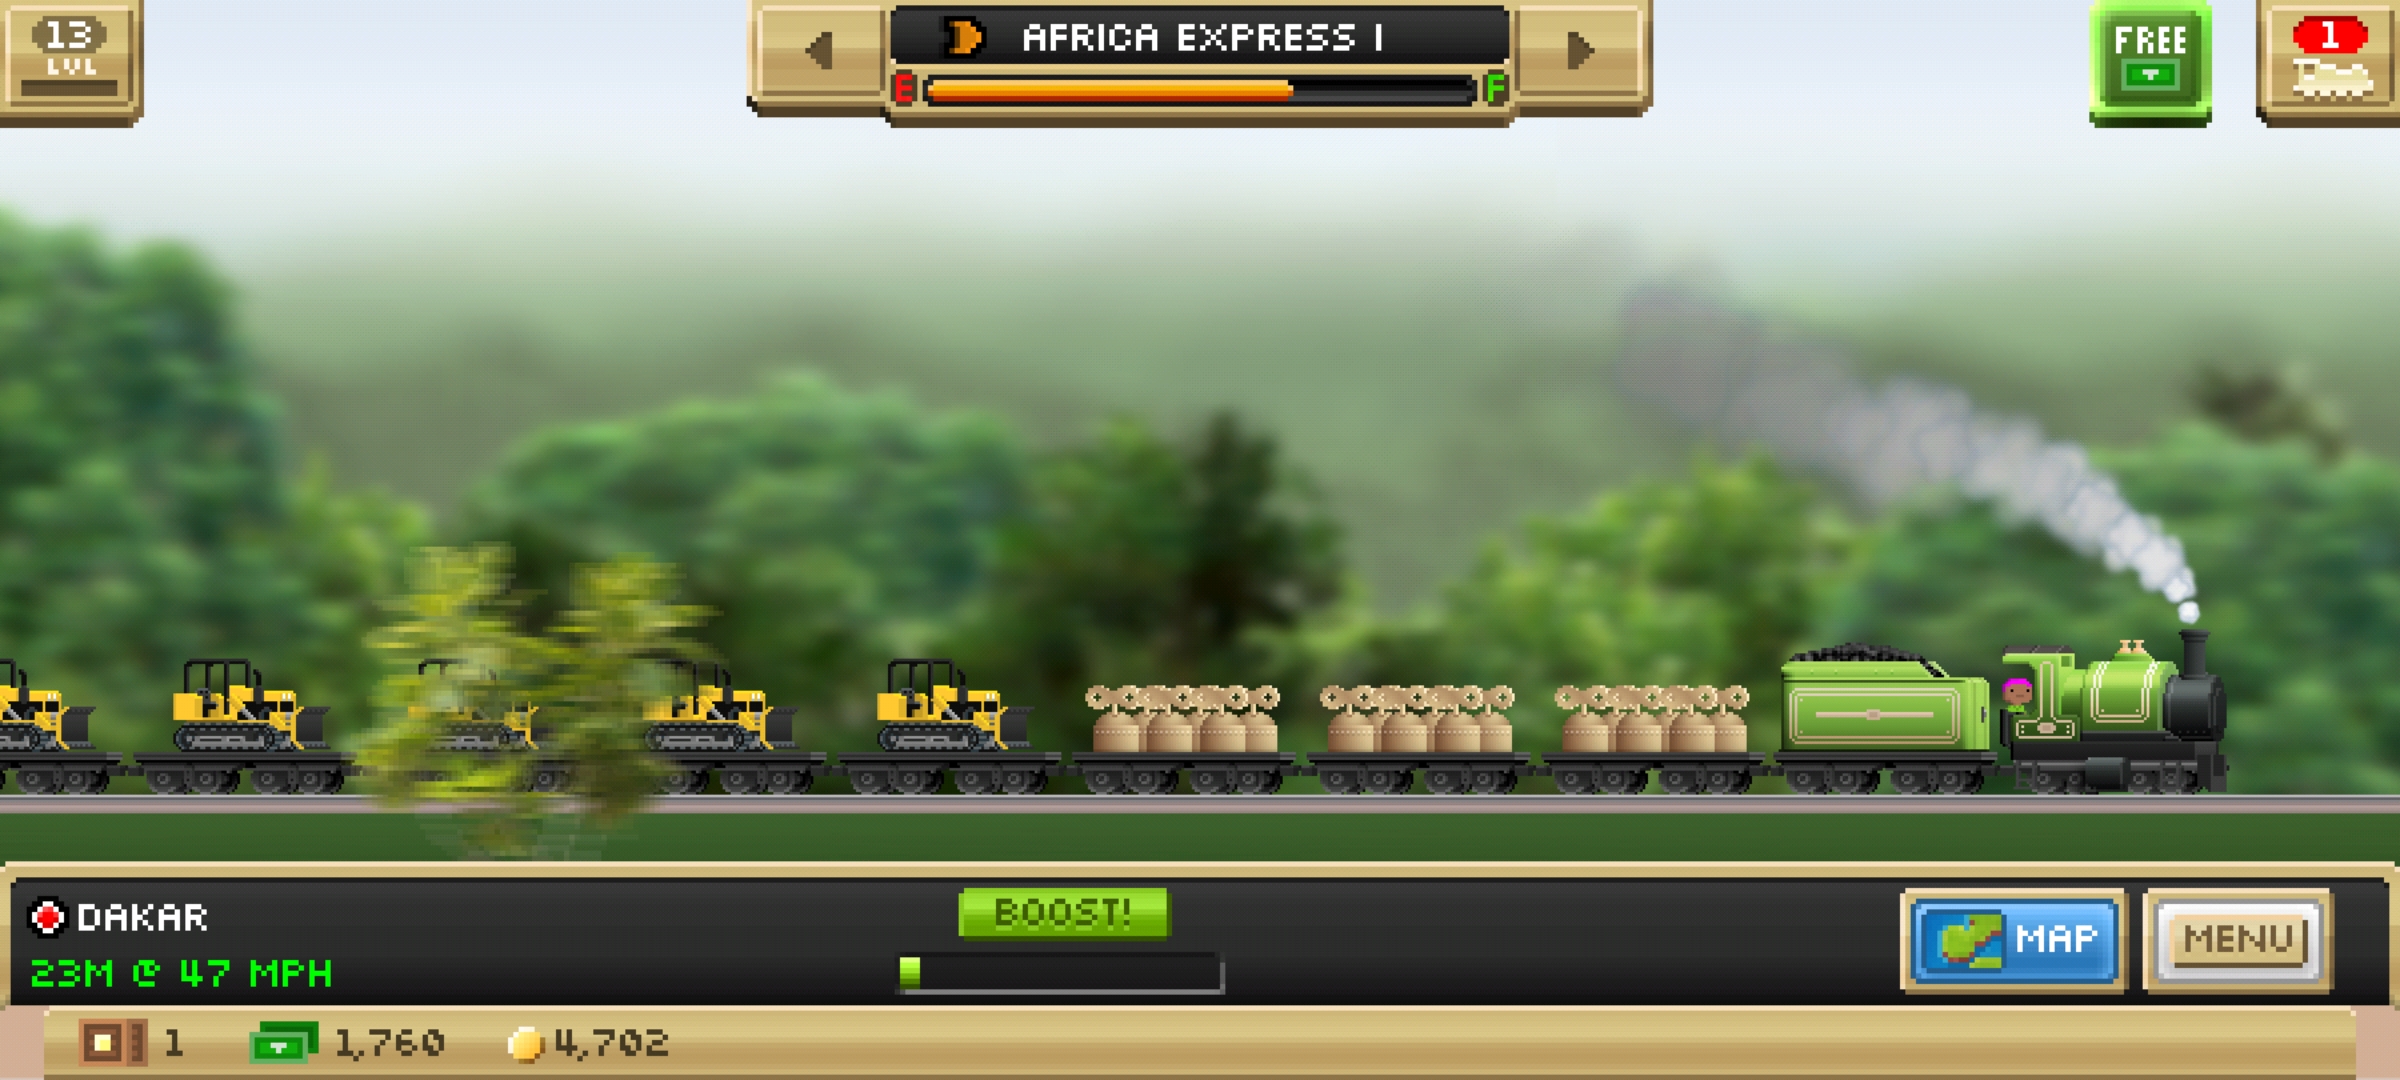 13
LVL
AFRICA EXPRESS I
E F
FREE
1
DAKAR
23M @ 47 MPH
BOOST!
MAP
MENU
1 1,760 4,702